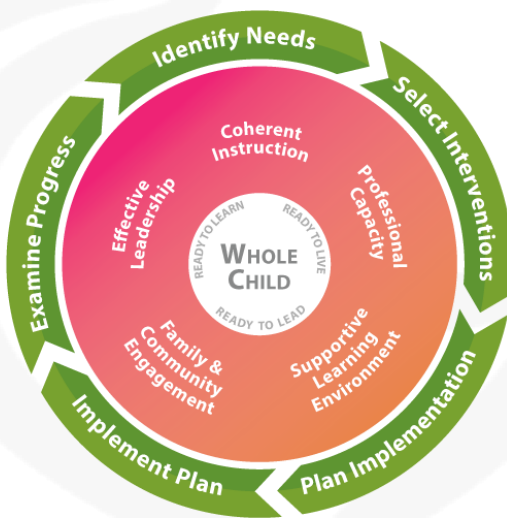 Identify Needs
Select Interventions
Plan Implementation
Implement Plan
Examine Progress
Coherent
Instruction
Professional
Capacity
Supportive
Learning
Environment
Family &
Community
Engagement
Effective
Leadership
READY TO LEARN
READY TO LIVE
READY TO LEAD
WHOLE
CHILD